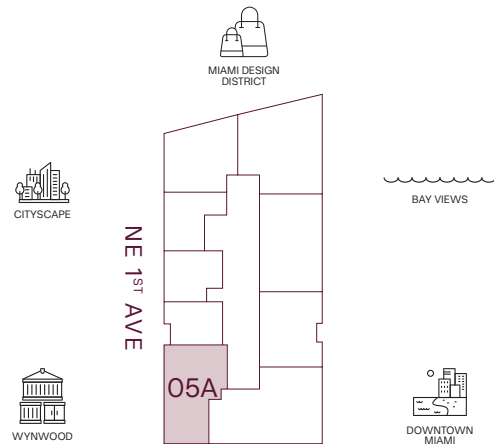 MIAMI DESIGN
DISTRICT
CITYSCAPE
BAY VIEWS
NE 1ST AVE
05A
WYNWOOD
DOWNTOWN
MIAMI